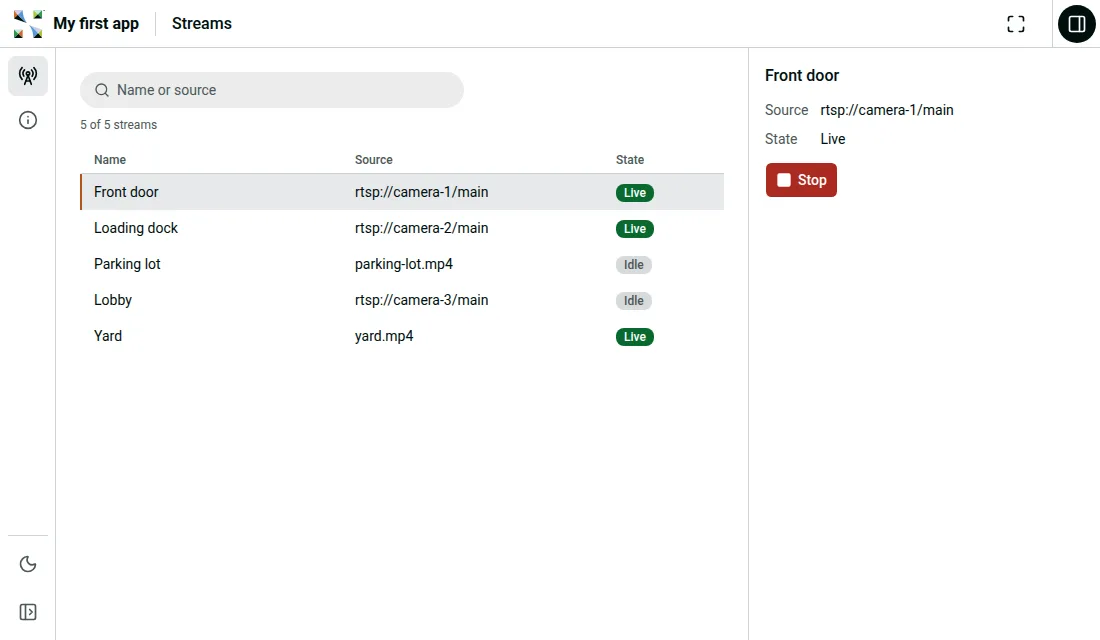 My first app
Streams
Name or source
5 of 5 streams
Name Source State
Front door rtsp://camera-1/main Live
Loading dock rtsp://camera-2/main Live
Parking lot parking-lot.mp4 Idle
Lobby rtsp://camera-3/main Idle
Yard yard.mp4 Live
Front door
Source rtsp://camera-1/main
State Live
Stop